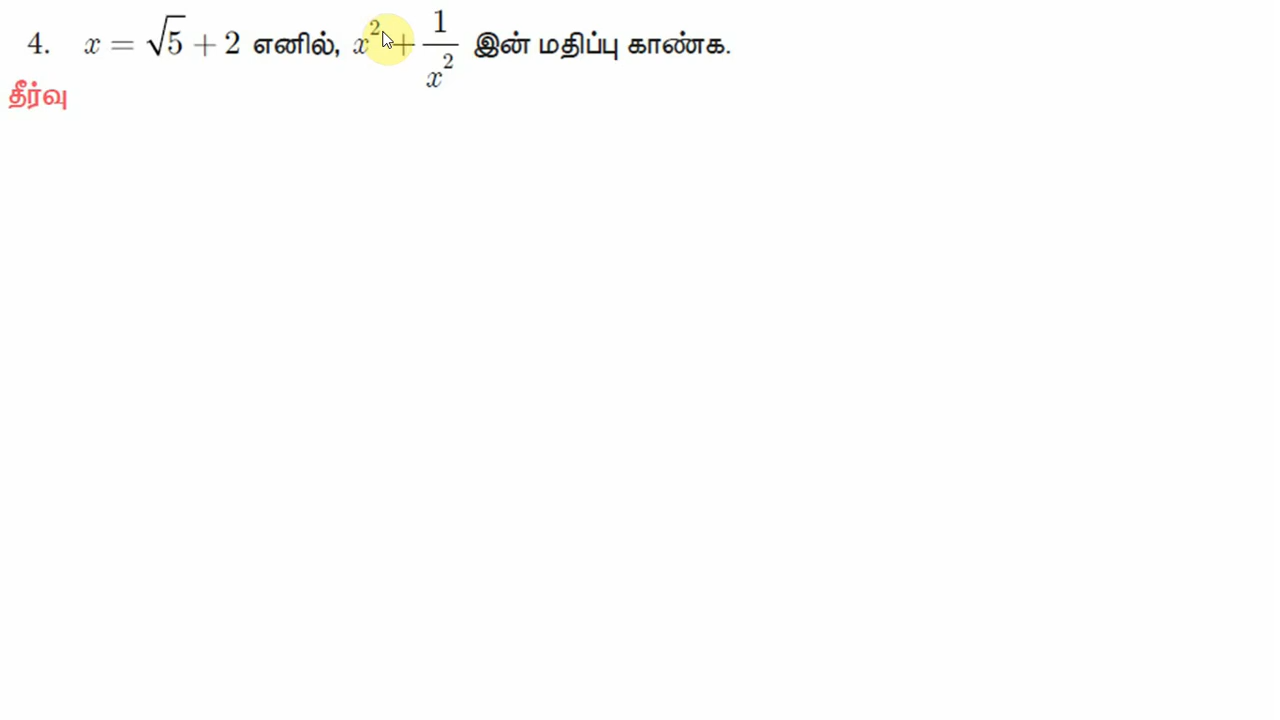 4. x = √5 + 2 எனில், x² + 1/x² இன் மதிப்பு காண்க.
தீர்வு